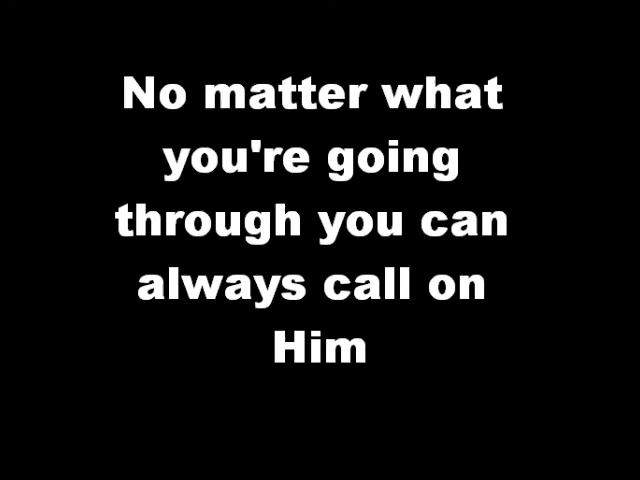 No matter what
you're going
through you can
always call on
Him